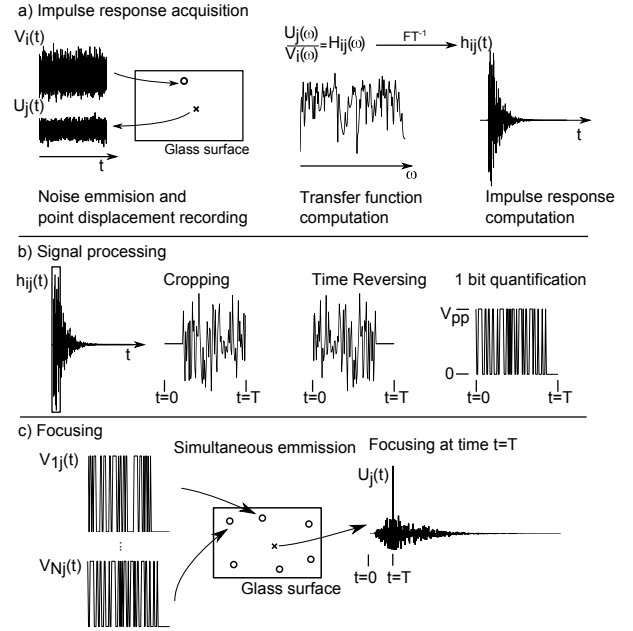 a) Impulse response acquisition
Vi(t)
Uj(t)
t
Glass surface
Noise emmision and
point displacement recording
Uj(ω)
Vi(ω)
=Hij(ω)
FT-1
hij(t)
ω
t
Transfer function
computation
Impulse response
computation
b) Signal processing
hij(t)
t
Cropping
t=0 t=T
Time Reversing
t=0 t=T
1 bit quantification
Vpp
0
t=0 t=T
c) Focusing
V1j(t)
...
VNj(t)
Simultaneous emmission
Glass surface
Focusing at time t=T
Uj(t)
t=0 t=T